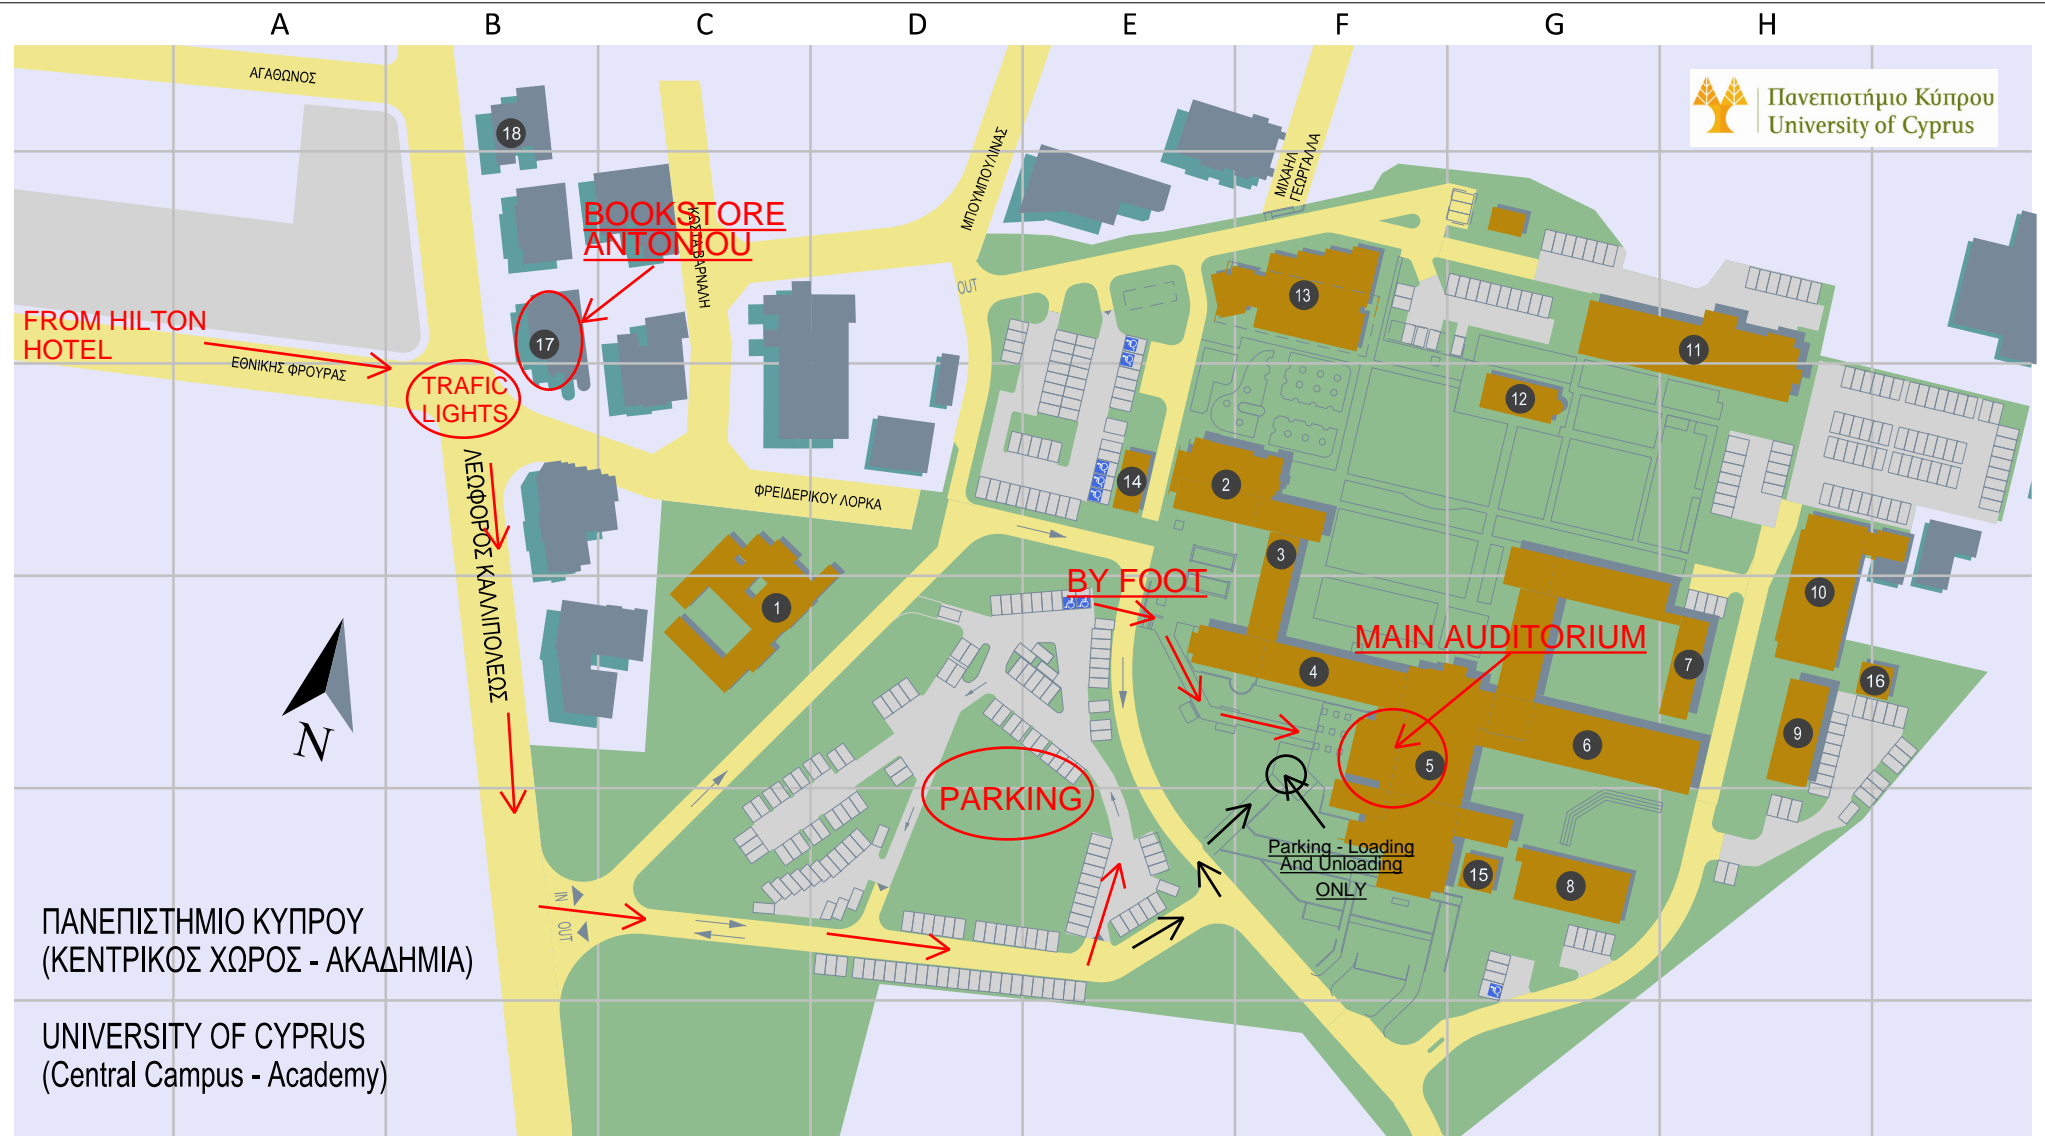 A B C D E F G H
ΑΓΑΘΩΝΟΣ
Πανεπιστήμιο Κύπρου
University of Cyprus
18
ΜΠΟΥΜΠΟΥΛΙΝΑΣ
ΜΙΧΑΗΛ
ΓΕΩΡΓΑΛΛΑ
BOOKSTORE
ANTONIOU
ΚΩΣΤΑ ΒΑΡΝΑΛΗ
OUT
13
FROM HILTON
HOTEL
17
11
ΕΘΝΙΚΗΣ ΦΡΟΥΡΑΣ
TRAFIC
LIGHTS
12
ΛΕΩΦΟΡΟΣ ΚΑΛΛΙΠΟΛΕΩΣ
ΦΡΕΙΔΕΡΙΚΟΥ ΛΟΡΚΑ
14
2
3
BY FOOT
1
10
MAIN AUDITORIUM
4
7
16
N
9
6
5
PARKING
Parking - Loading
And Unloading
ONLY
15
8
IN
OUT
ΠΑΝΕΠΙΣΤΗΜΙΟ ΚΥΠΡΟΥ
(ΚΕΝΤΡΙΚΟΣ ΧΩΡΟΣ - ΑΚΑΔΗΜΙΑ)
UNIVERSITY OF CYPRUS
(Central Campus - Academy)